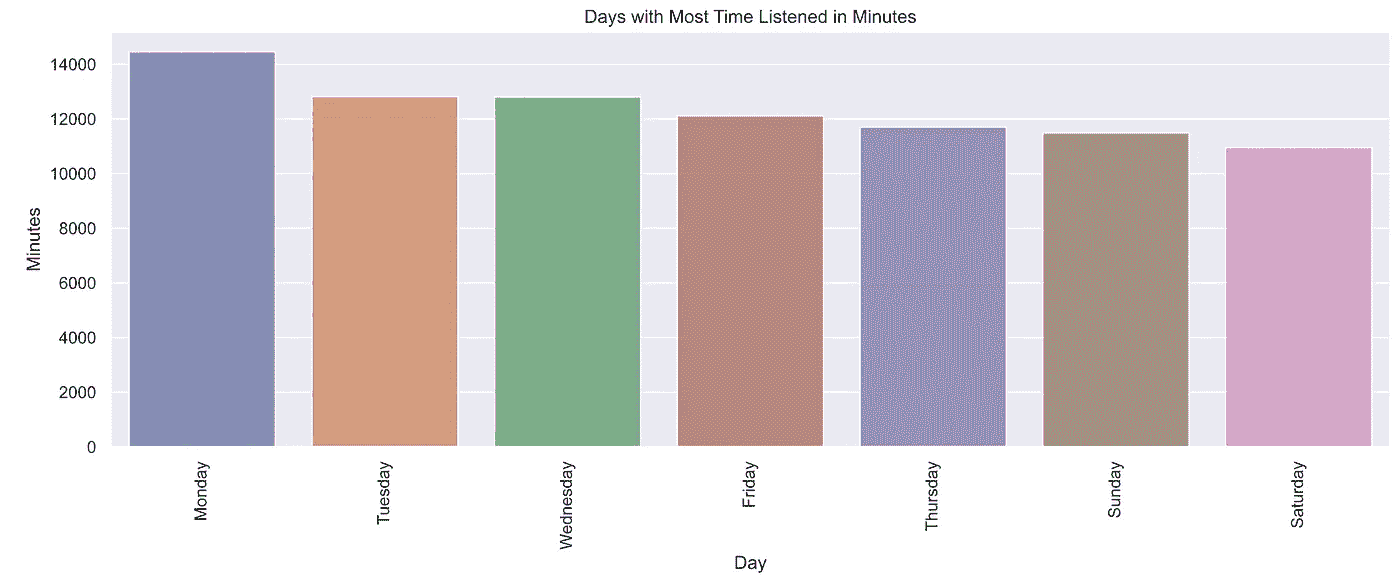 Days with Most Time Listened in Minutes
14000
12000
10000
8000
6000
4000
2000
0
Minutes
Monday
Tuesday
Wednesday
Friday
Thursday
Sunday
Saturday
Day